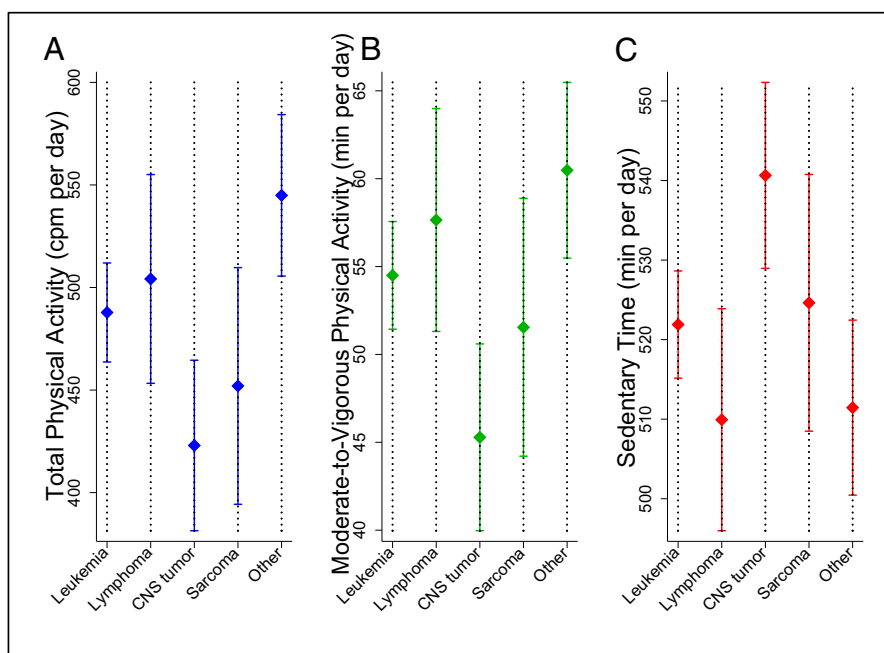 A
Total Physical Activity (cpm per day)
600
550
500
450
400
Leukemia
Lymphoma
CNS tumor
Sarcoma
Other
B
Moderate-to-Vigorous Physical Activity (min per day)
65
60
55
50
45
40
Leukemia
Lymphoma
CNS tumor
Sarcoma
Other
C
Sedentary Time (min per day)
550
540
530
520
510
500
Leukemia
Lymphoma
CNS tumor
Sarcoma
Other